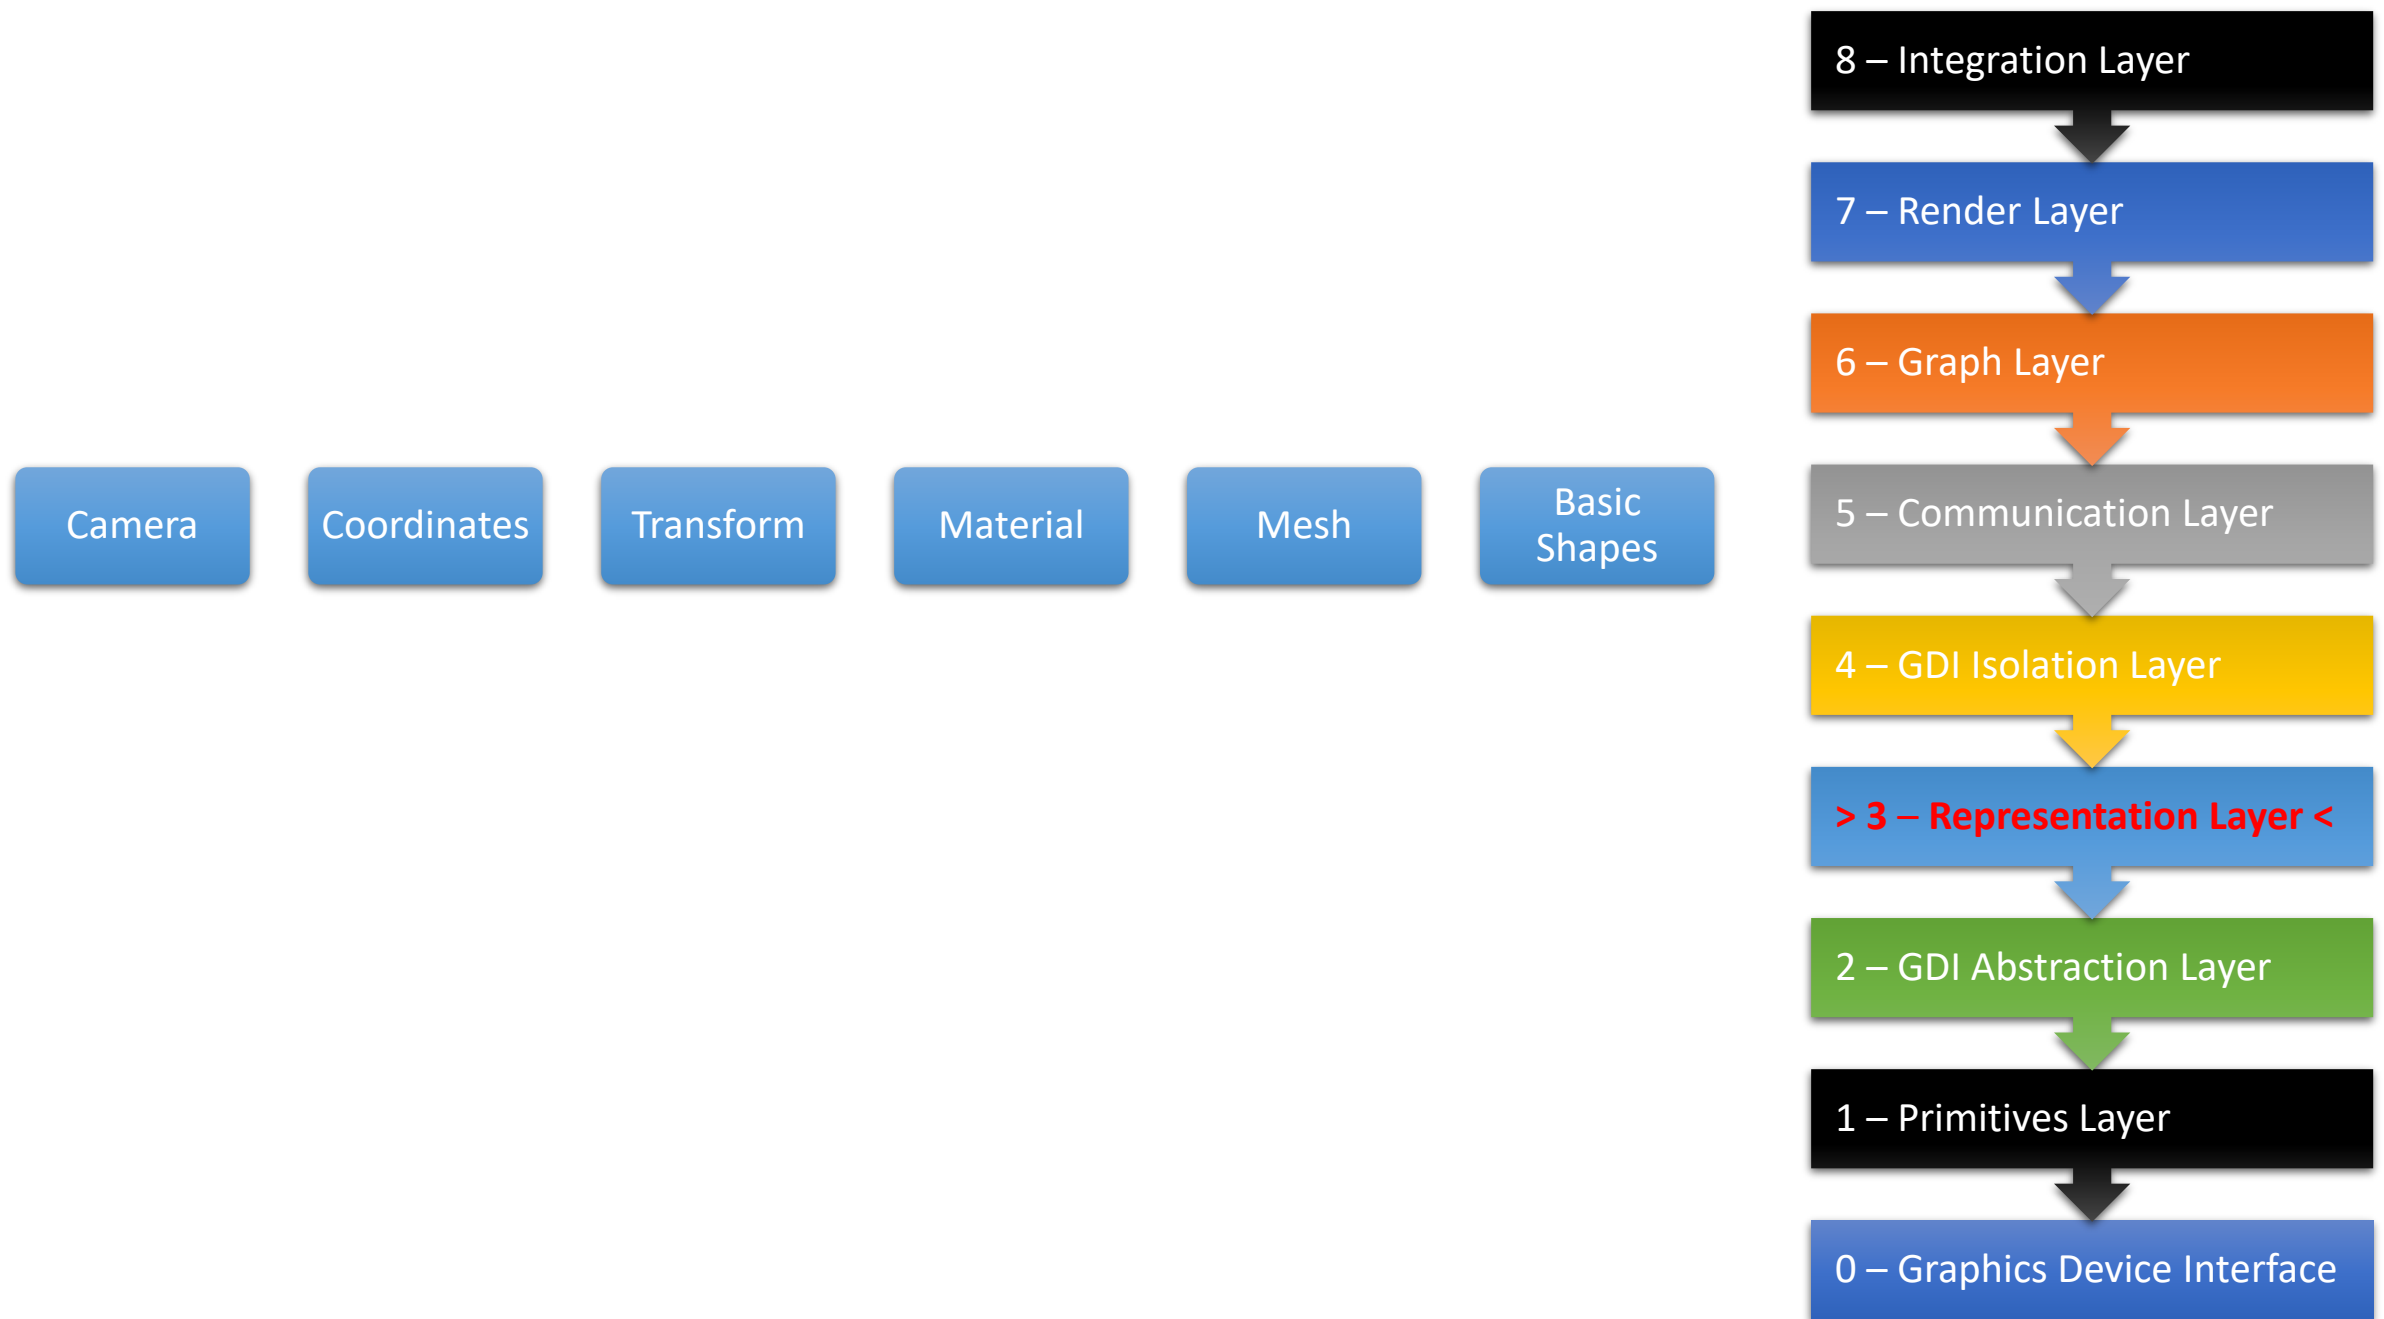 Camera
Coordinates
Transform
Material
Mesh
Basic
Shapes
8 – Integration Layer
7 – Render Layer
6 – Graph Layer
5 – Communication Layer
4 – GDI Isolation Layer
> 3 – Representation Layer <
2 – GDI Abstraction Layer
1 – Primitives Layer
0 – Graphics Device Interface